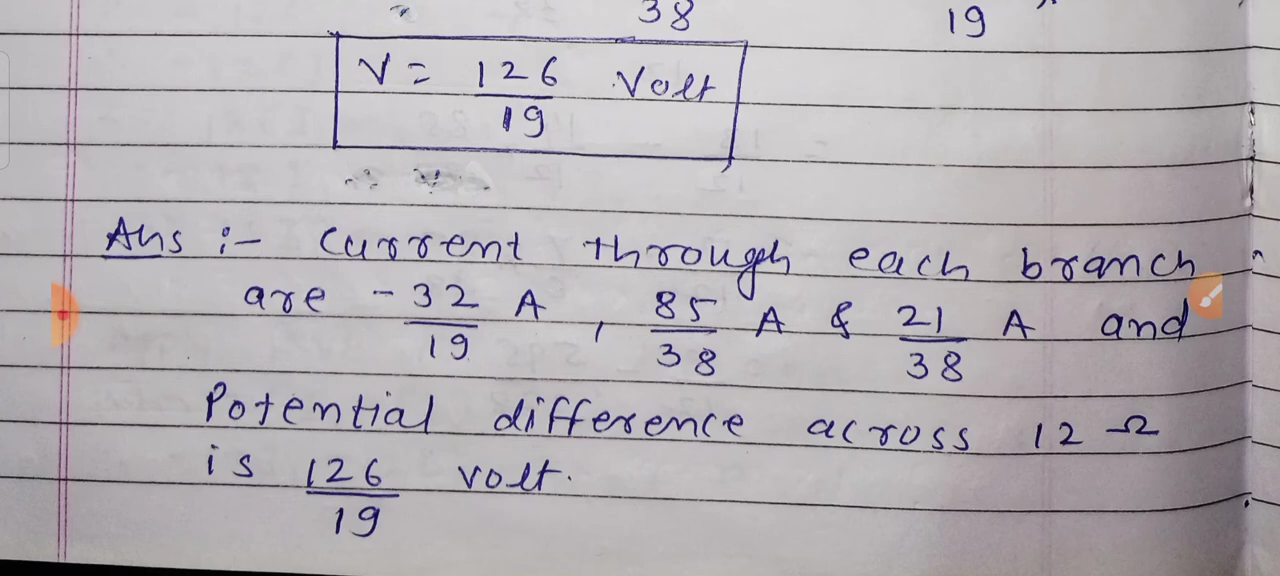 38 19
V = 126/19 Volt
Ans :- Current through each branch
are -32/19 A, 85/38 A & 21/38 A and
Potential difference across 12 Ω
is 126/19 volt.